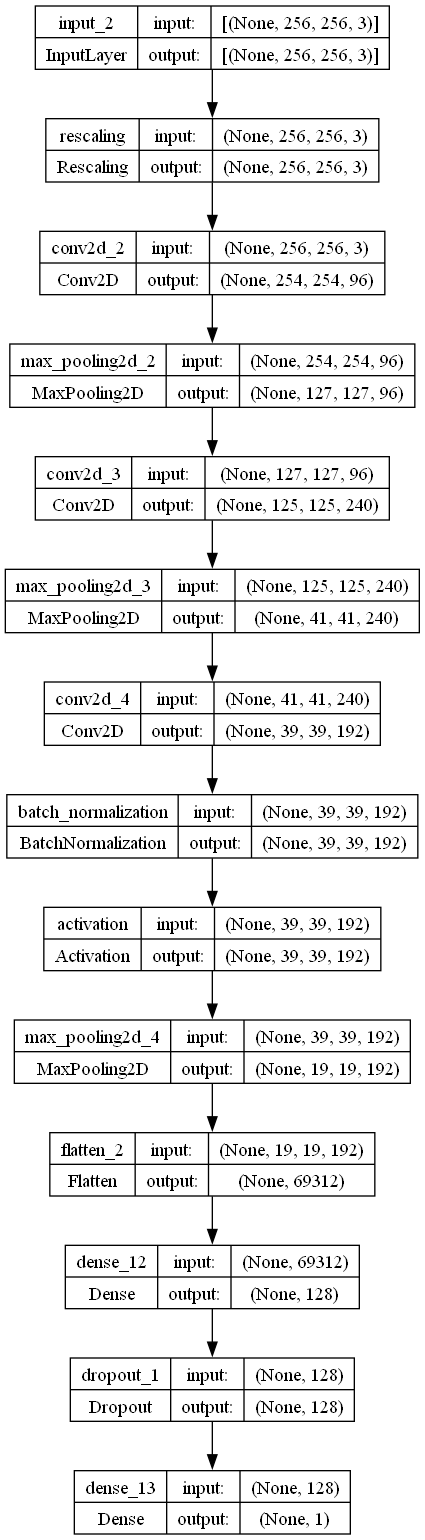 input_2 input: [(None, 256, 256, 3)]
InputLayer output: [(None, 256, 256, 3)]
rescaling input: (None, 256, 256, 3)
Rescaling output: (None, 256, 256, 3)
conv2d_2 input: (None, 256, 256, 3)
Conv2D output: (None, 254, 254, 96)
max_pooling2d_2 input: (None, 254, 254, 96)
MaxPooling2D output: (None, 127, 127, 96)
conv2d_3 input: (None, 127, 127, 96)
Conv2D output: (None, 125, 125, 240)
max_pooling2d_3 input: (None, 125, 125, 240)
MaxPooling2D output: (None, 41, 41, 240)
conv2d_4 input: (None, 41, 41, 240)
Conv2D output: (None, 39, 39, 192)
batch_normalization input: (None, 39, 39, 192)
BatchNormalization output: (None, 39, 39, 192)
activation input: (None, 39, 39, 192)
Activation output: (None, 39, 39, 192)
max_pooling2d_4 input: (None, 39, 39, 192)
MaxPooling2D output: (None, 19, 19, 192)
flatten_2 input: (None, 19, 19, 192)
Flatten output: (None, 69312)
dense_12 input: (None, 69312)
Dense output: (None, 128)
dropout_1 input: (None, 128)
Dropout output: (None, 128)
dense_13 input: (None, 128)
Dense output: (None, 1)